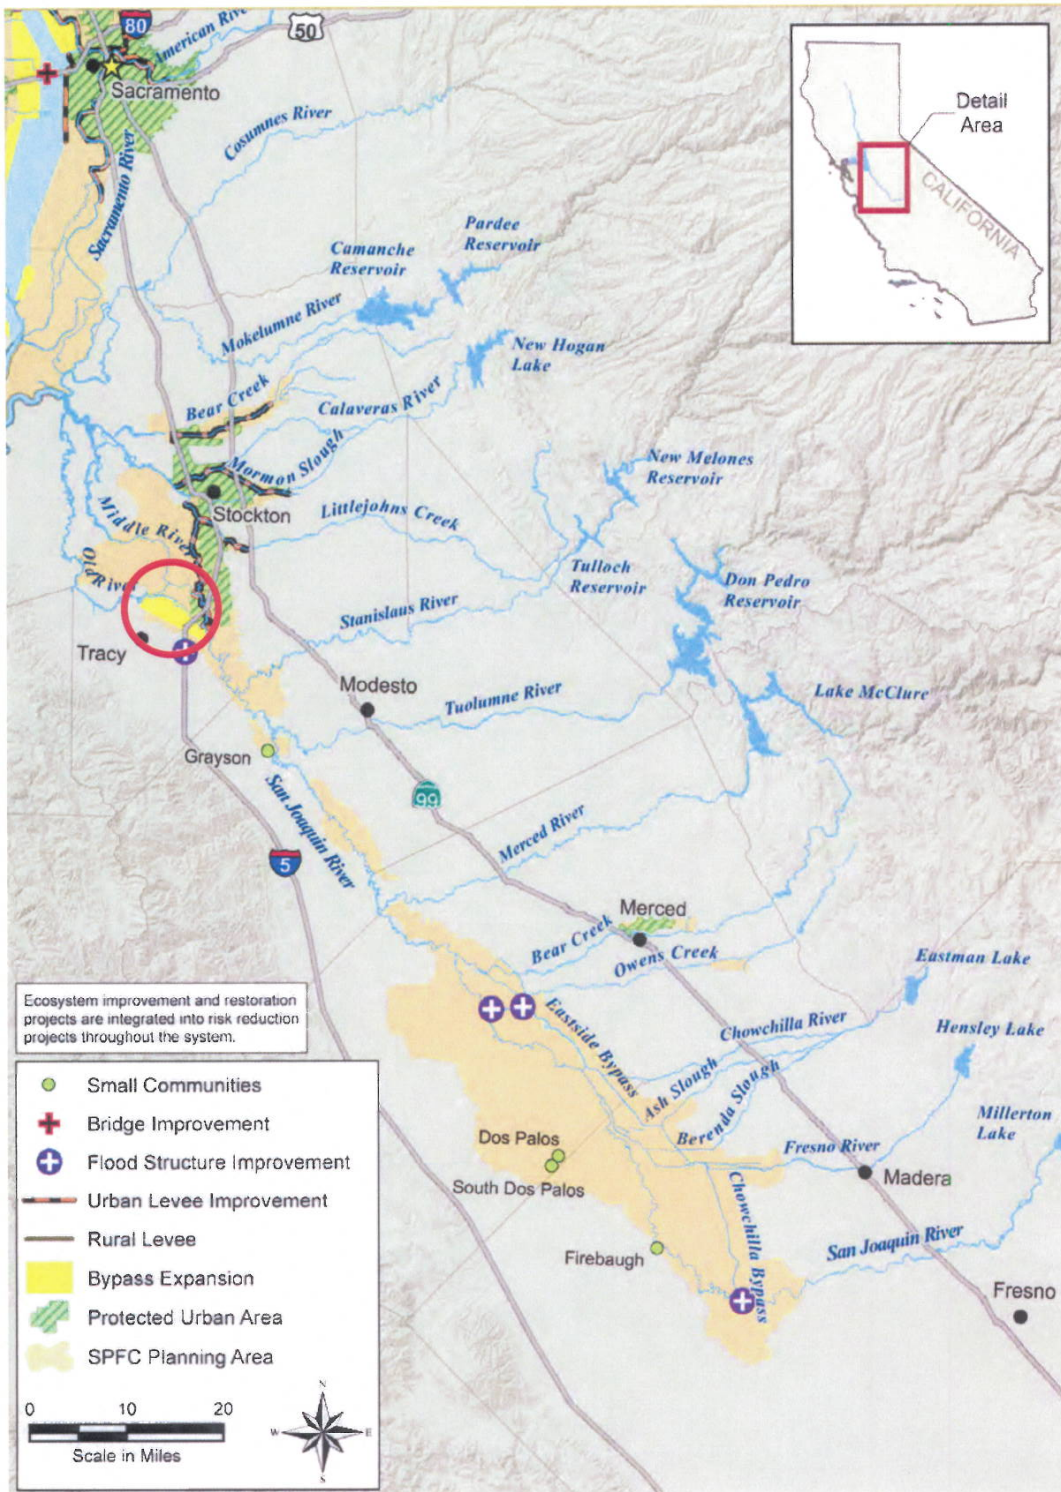 80
50
American River
Sacramento
Cosumnes River
Sacramento River
Detail
Area
CALIFORNIA
Pardee
Reservoir
Camanche
Reservoir
Mokelumne River
New Hogan
Lake
Bear Creek
Calaveras River
Mormon Slough
New Melones
Reservoir
Stockton
Littlejohns Creek
Middle River
Old River
Tulloch
Reservoir
Don Pedro
Reservoir
Stanislaus River
Tracy
Modesto
Tuolumne River
Lake McClure
Grayson
San Joaquin River
99
5
Merced River
Merced
Bear Creek
Owens Creek
Eastman Lake
Chowchilla River
Hensley Lake
Eastside Bypass
Ash Slough
Berenda Slough
Millerton
Lake
Dos Palos
South Dos Palos
Fresno River
Madera
Chowchilla Bypass
San Joaquin River
Firebaugh
Fresno
Ecosystem improvement and restoration
projects are integrated into risk reduction
projects throughout the system.
Small Communities
Bridge Improvement
Flood Structure Improvement
Urban Levee Improvement
Rural Levee
Bypass Expansion
Protected Urban Area
SPFC Planning Area
0 10 20
Scale in Miles
N
W E
S